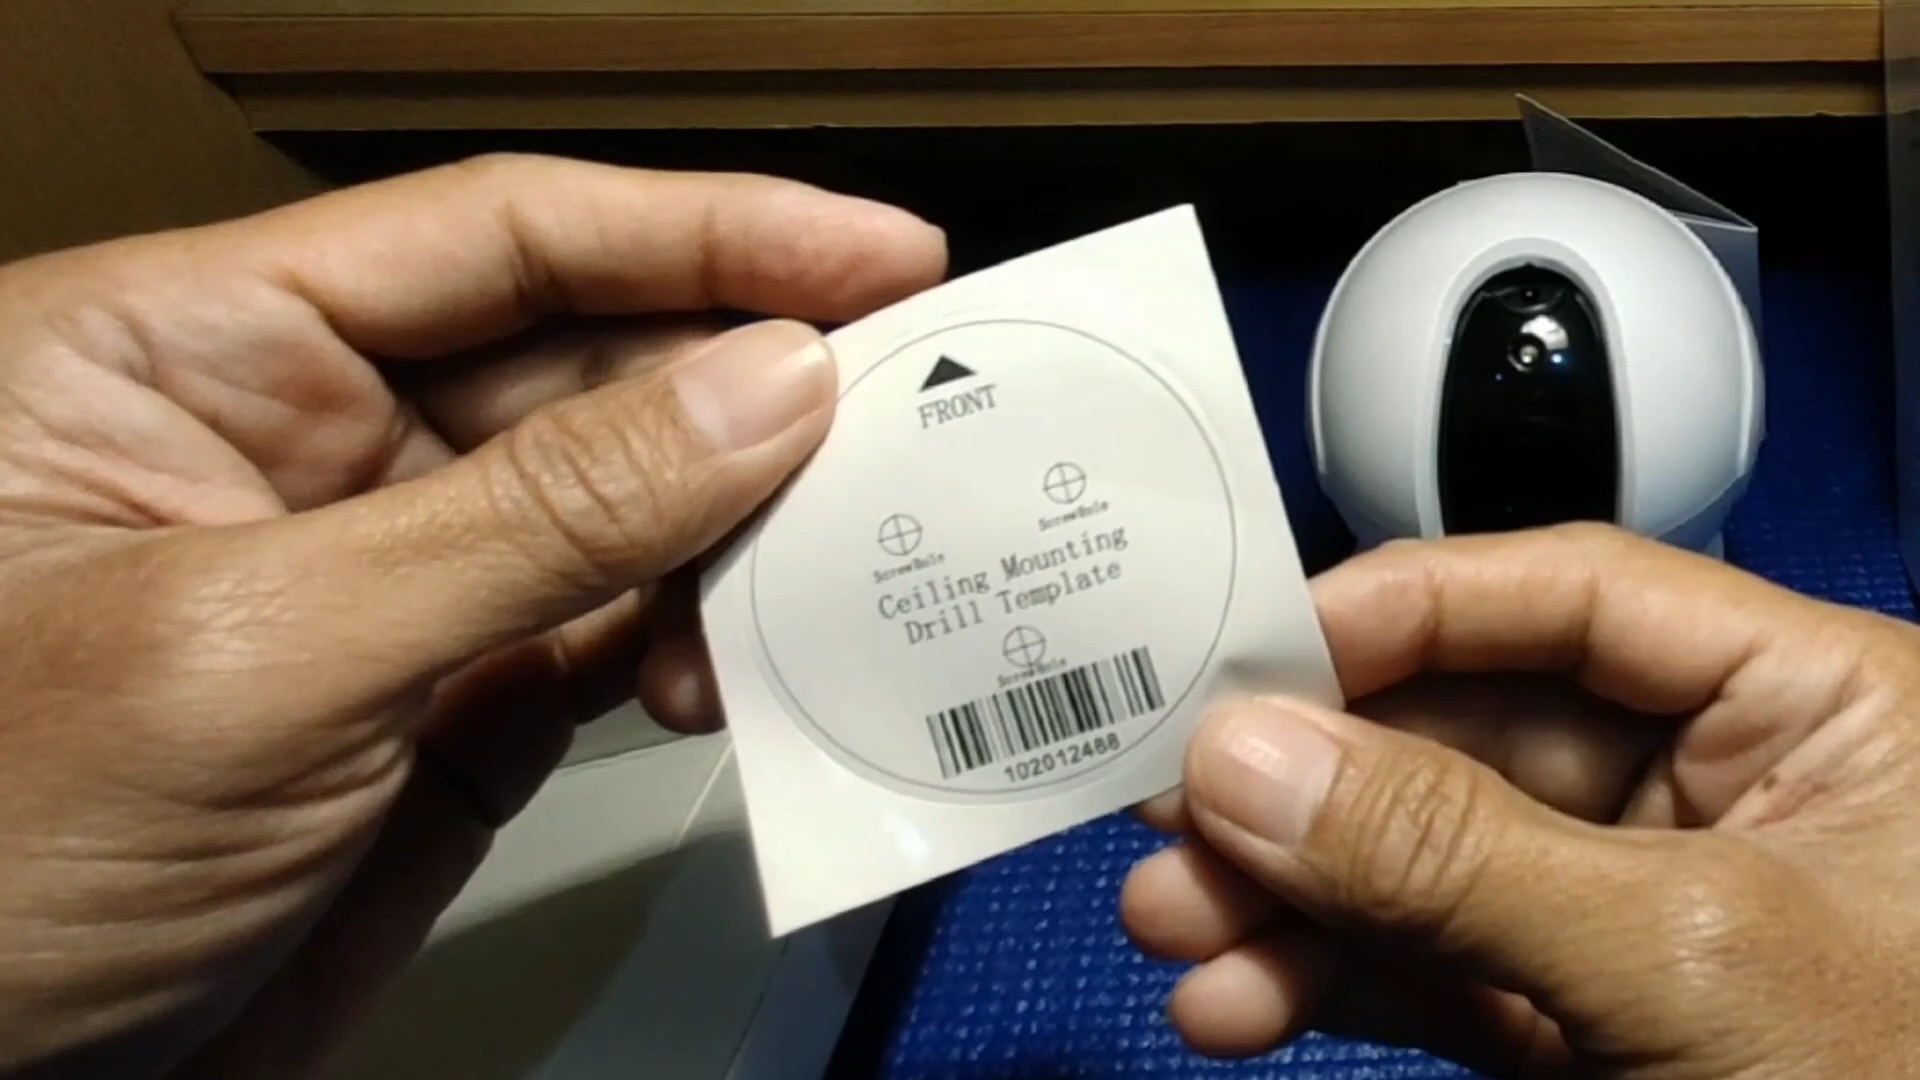 FRONT
ScrewHole
ScrewHole
Ceiling Mounting
Drill Template
ScrewHole
102012488